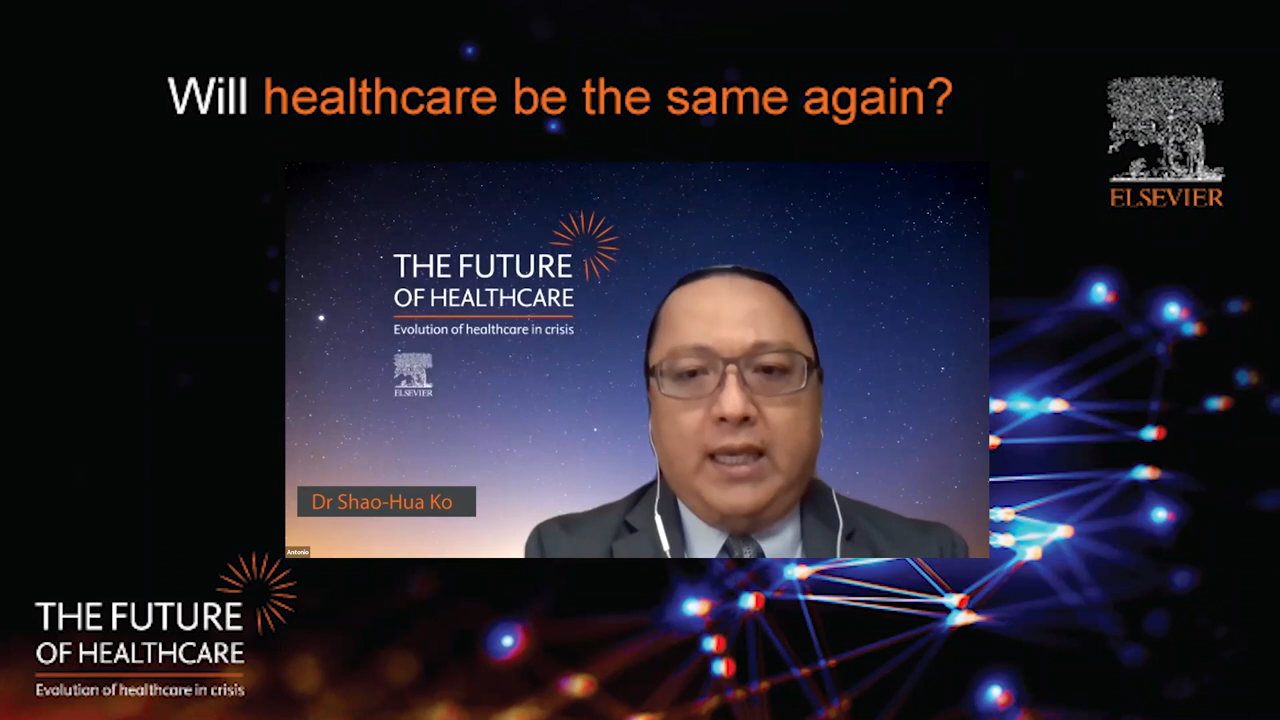 Will healthcare be the same again?
ELSEVIER
THE FUTURE
OF HEALTHCARE
Evolution of healthcare in crisis
ELSEVIER
Dr Shao-Hua Ko
Antonio
THE FUTURE
OF HEALTHCARE
Evolution of healthcare in crisis